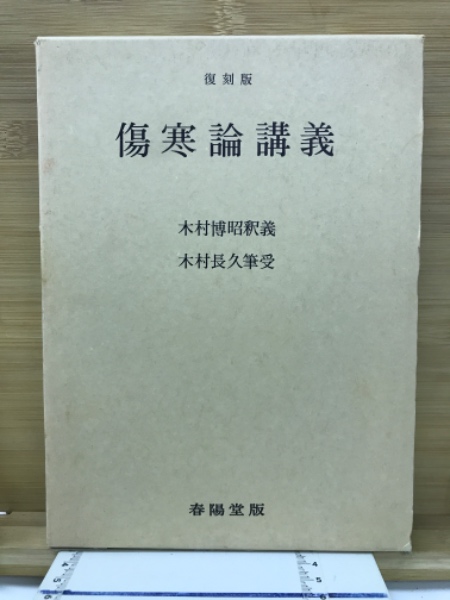 復刻版
傷寒論講義
木村博昭釈義
木村長久筆受
春陽堂版